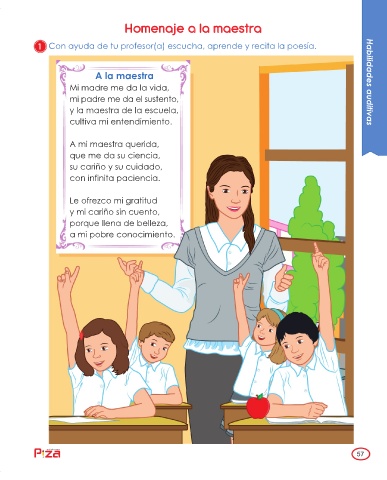 Homenaje a la maestra
1 Con ayuda de tu profesor(a) escucha, aprende y recita la poesía.
Habilidades auditivas
A la maestra
Mi madre me da la vida,
mi padre me da el sustento,
y la maestra de la escuela,
cultiva mi entendimiento.
A mi maestra querida,
que me da su ciencia,
su cariño y su cuidado,
con infinita paciencia.
Le ofrezco mi gratitud
y mi cariño sin cuento,
porque llena de belleza,
a mi pobre conocimiento.
Piza
57